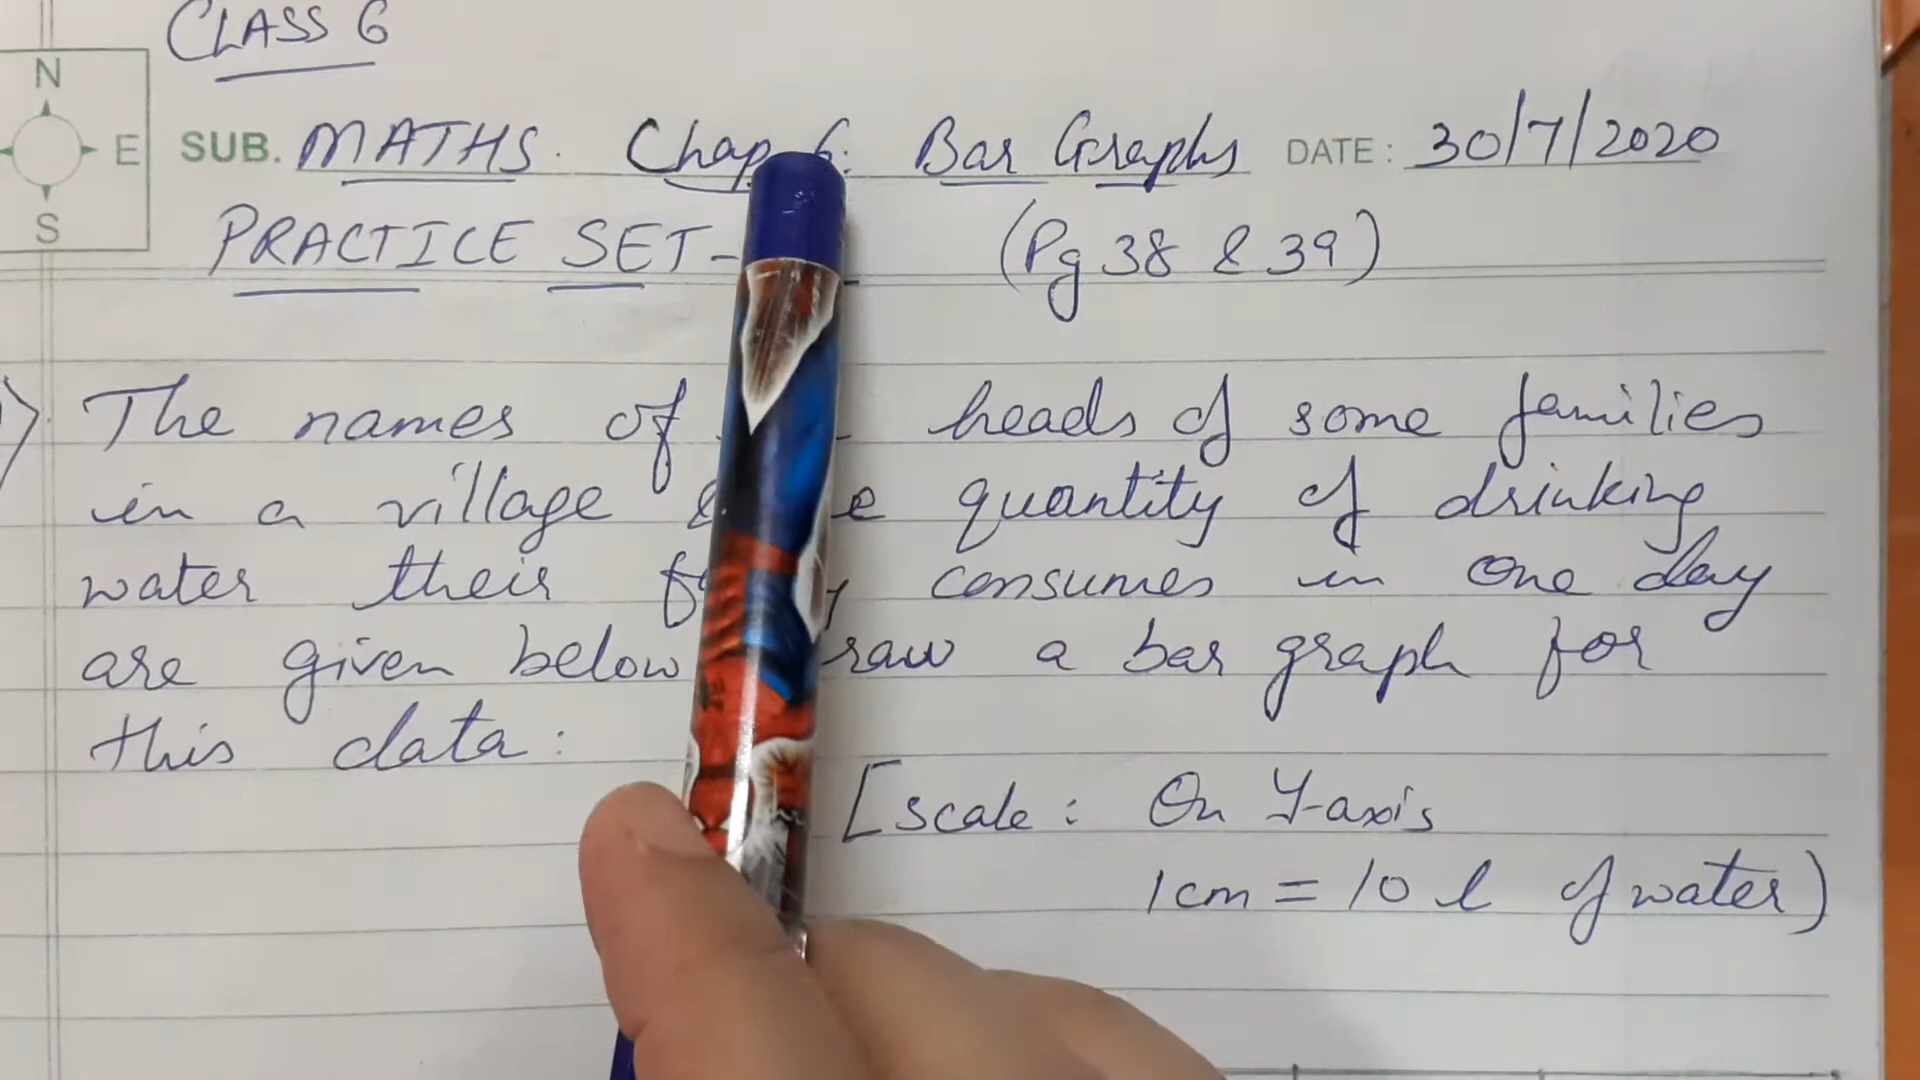 CLASS 6
N
E
S
SUB. MATHS. Chap 6: Bar Graphs DATE: 30/7/2020
PRACTICE SET- (Pg 38 & 39)
The names of heads of some families
in a village & quantity of drinking
water their consumes in one day
are given below a bar graph for
this data:
[scale: On Y-axis
1cm = 10 l of water)